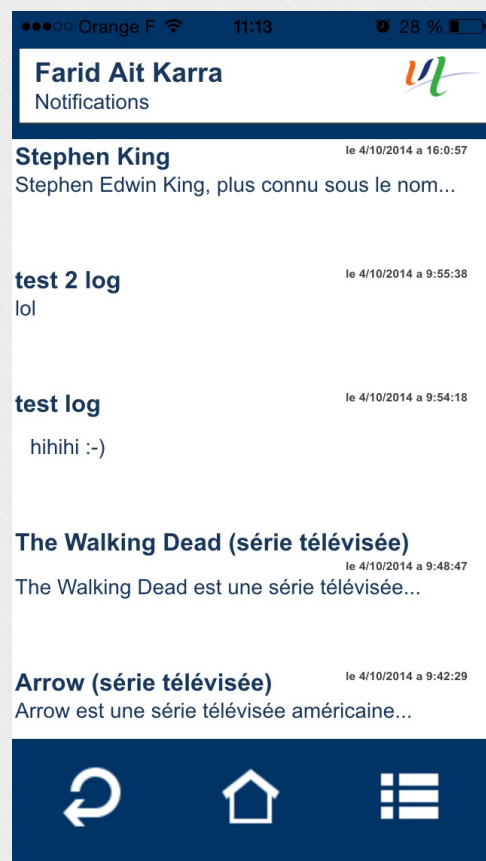 Orange F 11:13 28 %
Farid Ait Karra
Notifications
Stephen King le 4/10/2014 a 16:0:57
Stephen Edwin King, plus connu sous le nom...
test 2 log le 4/10/2014 a 9:55:38
lol
test log le 4/10/2014 a 9:54:18
hihihi :-)
The Walking Dead (série télévisée)
le 4/10/2014 a 9:48:47
The Walking Dead est une série télévisée...
Arrow (série télévisée) le 4/10/2014 a 9:42:29
Arrow est une série télévisée américaine...